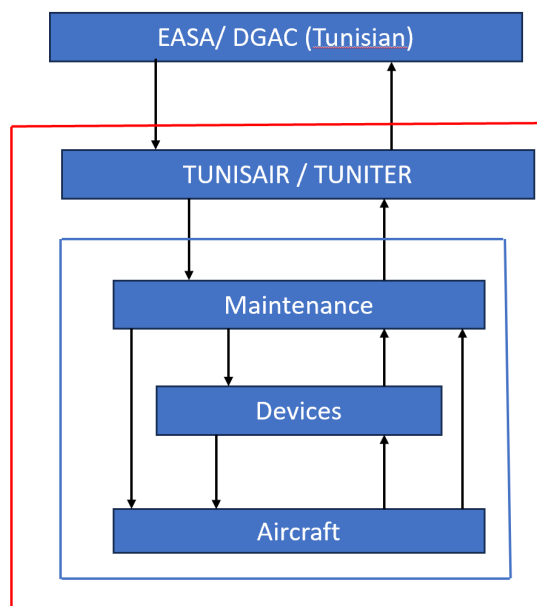 EASA/ DGAC (Tunisian)
TUNISAIR / TUNITER
Maintenance
Devices
Aircraft